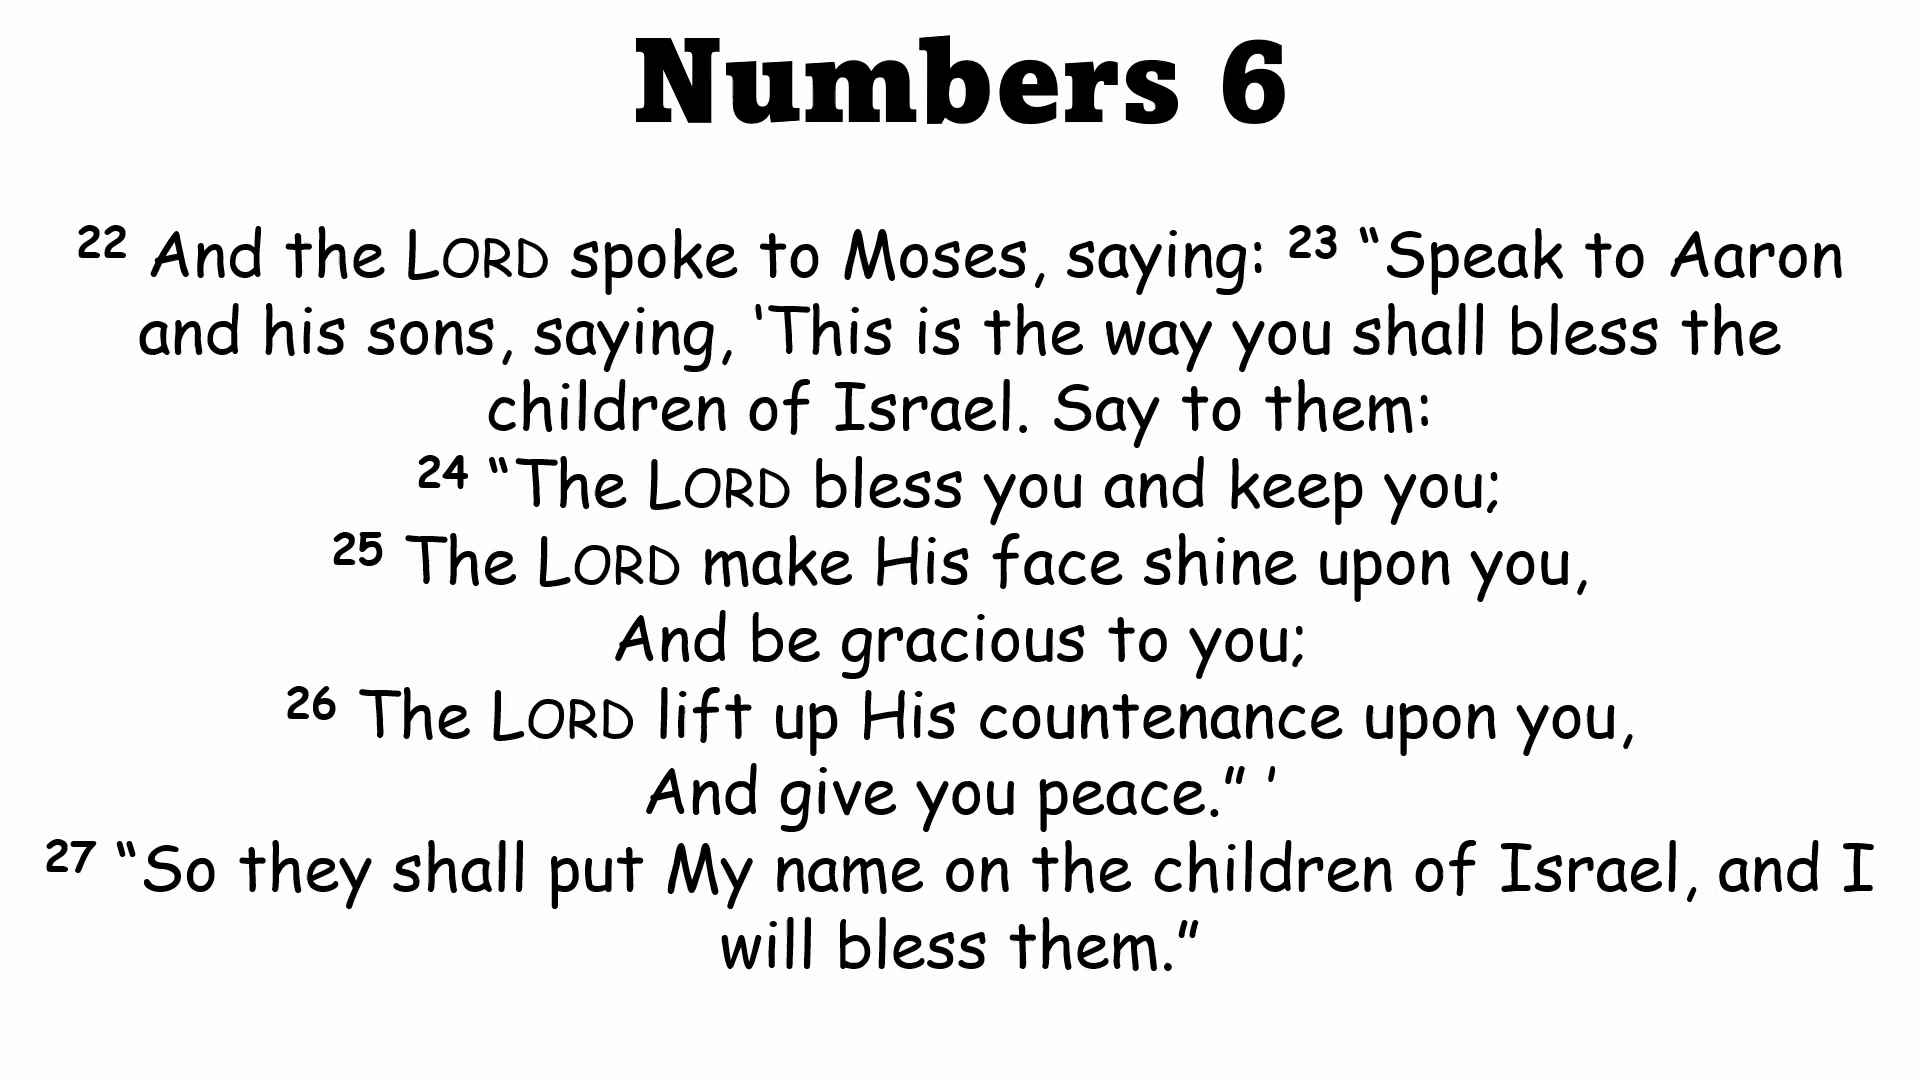 Numbers 6
22 And the LORD spoke to Moses, saying: 23 “Speak to Aaron
and his sons, saying, ‘This is the way you shall bless the
children of Israel. Say to them:
24 “The LORD bless you and keep you;
25 The LORD make His face shine upon you,
And be gracious to you;
26 The LORD lift up His countenance upon you,
And give you peace.” ’
27 “So they shall put My name on the children of Israel, and I
will bless them.”